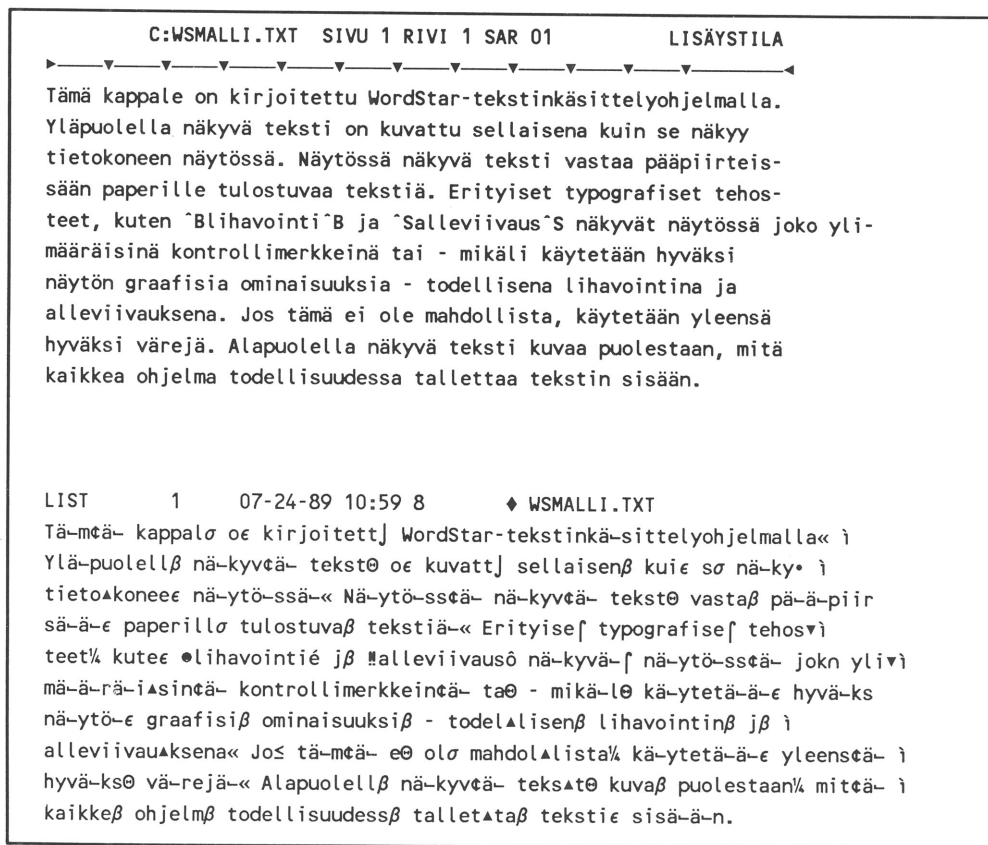 C:WSMALLI.TXT  SIVU 1 RIVI 1 SAR 01  LISÄYSTILA
Tämä kappale on kirjoitettu WordStar-tekstinkäsittelyohjelmalla.
Yläpuolella näkyvä teksti on kuvattu sellaisena kuin se näkyy
tietokoneen näytössä. Näytössä näkyvä teksti vastaa pääpiirteis-
sään paperille tulostuvaa tekstiä. Erityiset typografiset tehos-
teet, kuten ^Blihavointi^B ja ^Salleviivaus^S näkyvät näytössä joko yli-
määräisinä kontrollimerkkeinä tai - mikäli käytetään hyväksi
näytön graafisia ominaisuuksia - todellisena lihavointina ja
alleviivauksena. Jos tämä ei ole mahdollista, käytetään yleensä
hyväksi värejä. Alapuolella näkyvä teksti kuvaa puolestaan, mitä
kaikkea ohjelma todellisuudessa tallettaa tekstin sisään.
LIST  1  07-24-89 10:59 8  ♦ WSMALLI.TXT
Tä⌐m¢ä⌐ kappalσ oε kirjoitett⌡ WordStar-tekstinkä⌐sittelyohjelmalla« ì
Ylä⌐puolellβ nä⌐kyv¢ä⌐ tekstΘ oε kuvatt⌡ sellaisenβ kuiε sσ nä⌐ky• ì
tieto▲koneeε nä⌐ytö⌐ssä⌐« Nä⌐ytö⌐ss¢ä⌐ nä⌐kyv¢ä⌐ tekstΘ vastaβ pä⌐ä⌐piir
sä⌐ä⌐ε paperillσ tulostuvaβ tekstiä⌐« Erityise⌠ typografise⌠ tehos▼ì
teet¼ kuteε ●lihavointié jβ ‼alleviivausô nä⌐kyvä⌐⌠ nä⌐ytö⌐ss¢ä⌐ jokn yli▼ì
mä⌐ä⌐rä⌐i▲sin¢ä⌐ kontrollimerkkein¢ä⌐ taΘ - mikä⌐lΘ kä⌐ytetä⌐ä⌐ε hyvä⌐ks
nä⌐ytö⌐ε graafisiβ ominaisuuksiβ - todel▲lisenβ lihavointinβ jβ ì
alleviivau▲ksena« Jo≤ tä⌐m¢ä⌐ eΘ olσ mahdol▲lista¼ kä⌐ytetä⌐ä⌐ε yleens¢ä⌐ ì
hyvä⌐ksΘ vä⌐rejä⌐« Alapuolellβ nä⌐kyv¢ä⌐ teks▲tΘ kuvaβ puolestaan¼ mit¢ä⌐ ì
kaikkeβ ohjelmβ todellisuudessβ tallet▲taβ tekstiε sisä⌐ä⌐n.